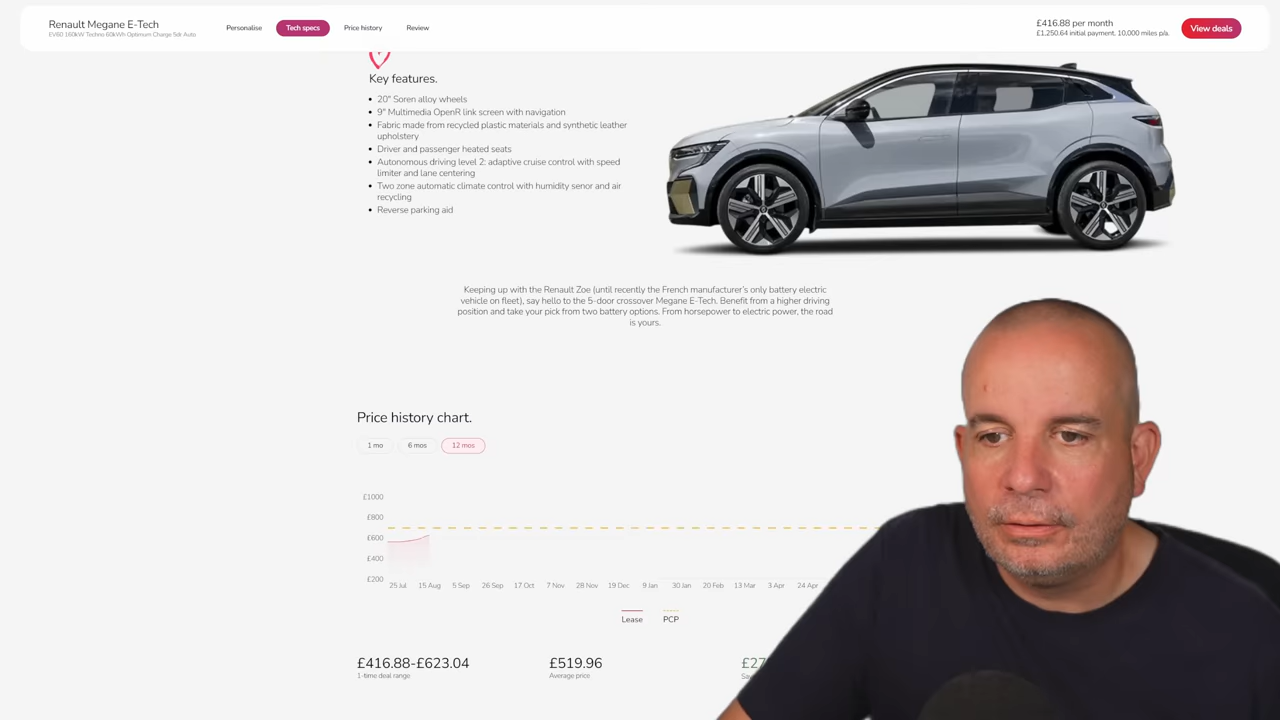 Renault Megane E-Tech
EV60 160kW Techno 60kWh Optimum Charge 5dr Auto
Personalise
Tech specs
Price history
Review
£416.88 per month
£1,250.64 initial payment, 10,000 miles p/a.
View deals
Key features.
20" Soren alloy wheels
9" Multimedia OpenR link screen with navigation
Fabric made from recycled plastic materials and synthetic leather
upholstery
Driver and passenger heated seats
Autonomous driving level 2: adaptive cruise control with speed
limiter and lane centering
Two zone automatic climate control with humidity senor and air
recycling
Reverse parking aid
Keeping up with the Renault Zoe (until recently the French manufacturer's only battery electric
vehicle on fleet), say hello to the 5-door crossover Megane E-Tech. Benefit from a higher driving
position and take your pick from two battery options. From horsepower to electric power, the road
is yours.
Price history chart.
1 mo
6 mos
12 mos
£1000
£800
£600
£400
£200
25 Jul 15 Aug 5 Sep 26 Sep 17 Oct 7 Nov 28 Nov 19 Dec 9 Jan 30 Jan 20 Feb 13 Mar 3 Apr 24 Apr
Lease
PCP
£416.88-£623.04
1-time deal range
£519.96
Average price